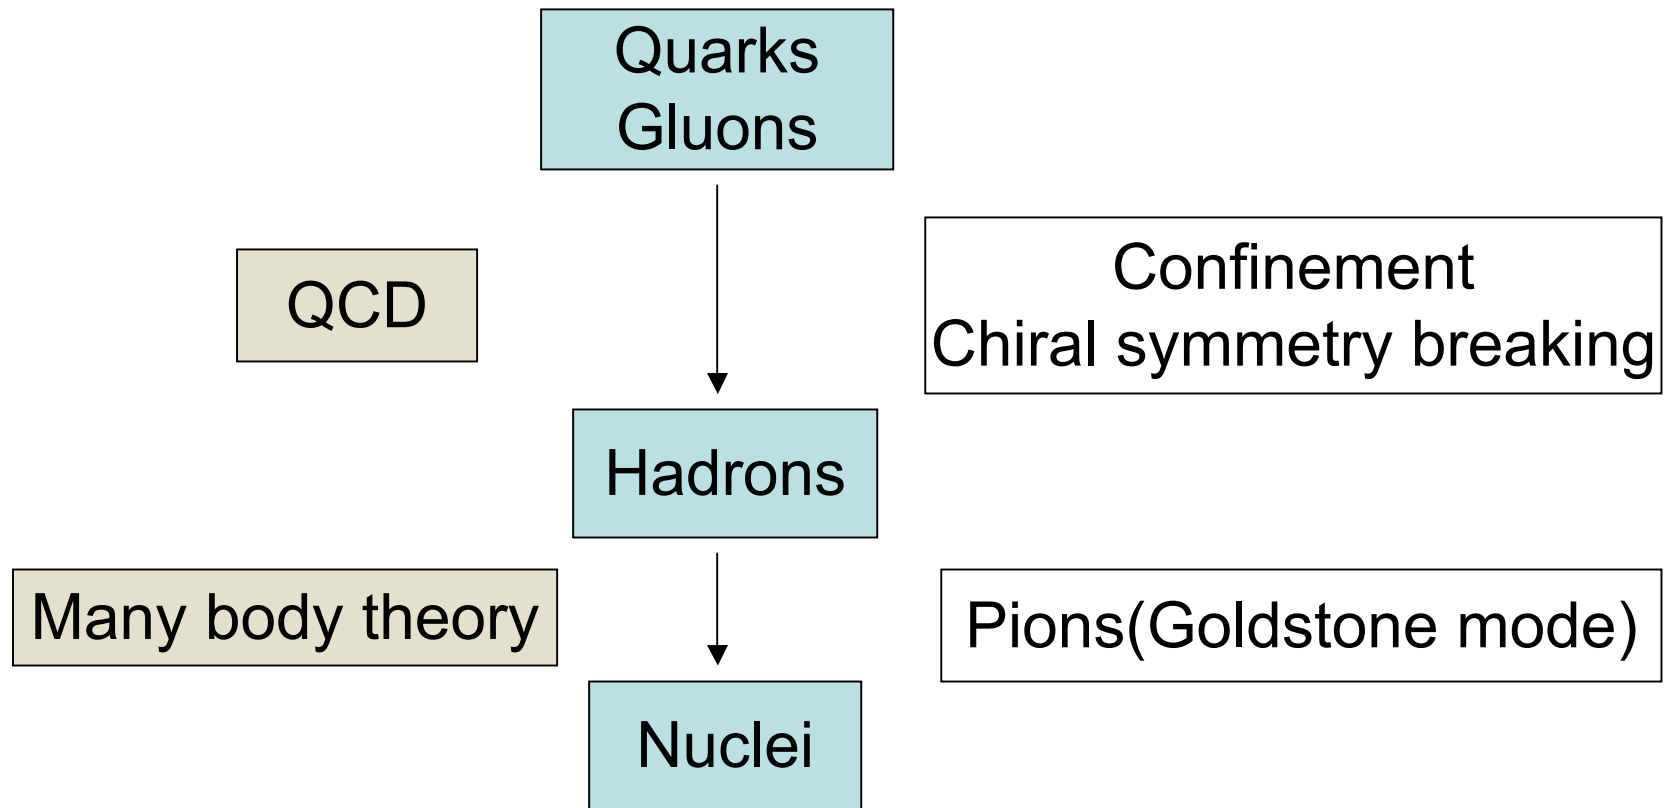 Quarks
Gluons
QCD
Confinement
Chiral symmetry breaking
Hadrons
Many body theory
Pions(Goldstone mode)
Nuclei